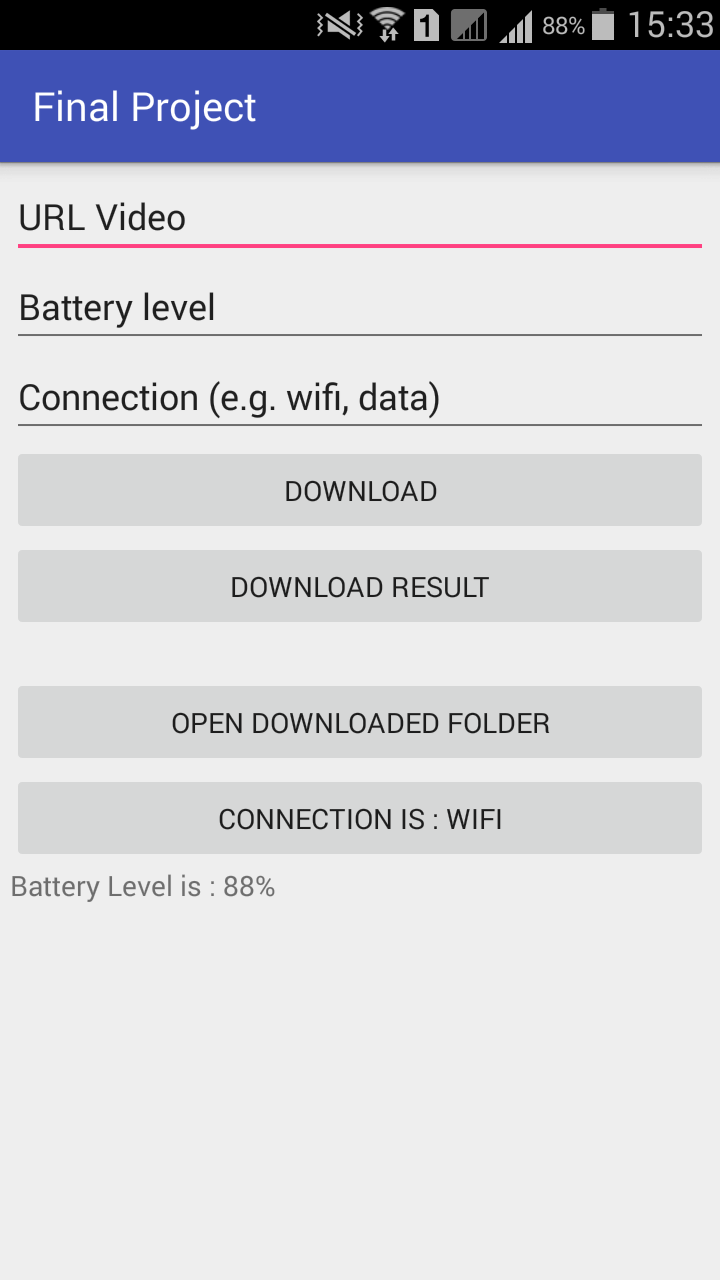 1 88% 15:33
Final Project
URL Video
Battery level
Connection (e.g. wifi, data)
DOWNLOAD
DOWNLOAD RESULT
OPEN DOWNLOADED FOLDER
CONNECTION IS : WIFI
Battery Level is : 88%